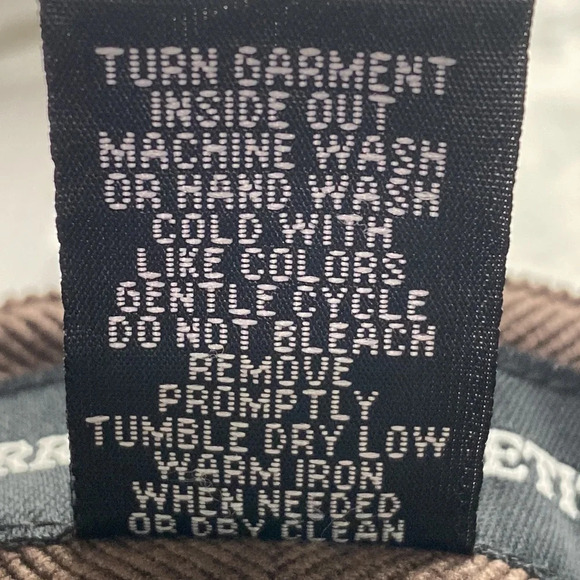 TURN GARMENT
INSIDE OUT
MACHINE WASH
OR HAND WASH
COLD WITH
LIKE COLORS
GENTLE CYCLE
DO NOT BLEACH
REMOVE
PROMPTLY
TUMBLE DRY LOW
WARM IRON
WHEN NEEDED
OR DRY CLEAN